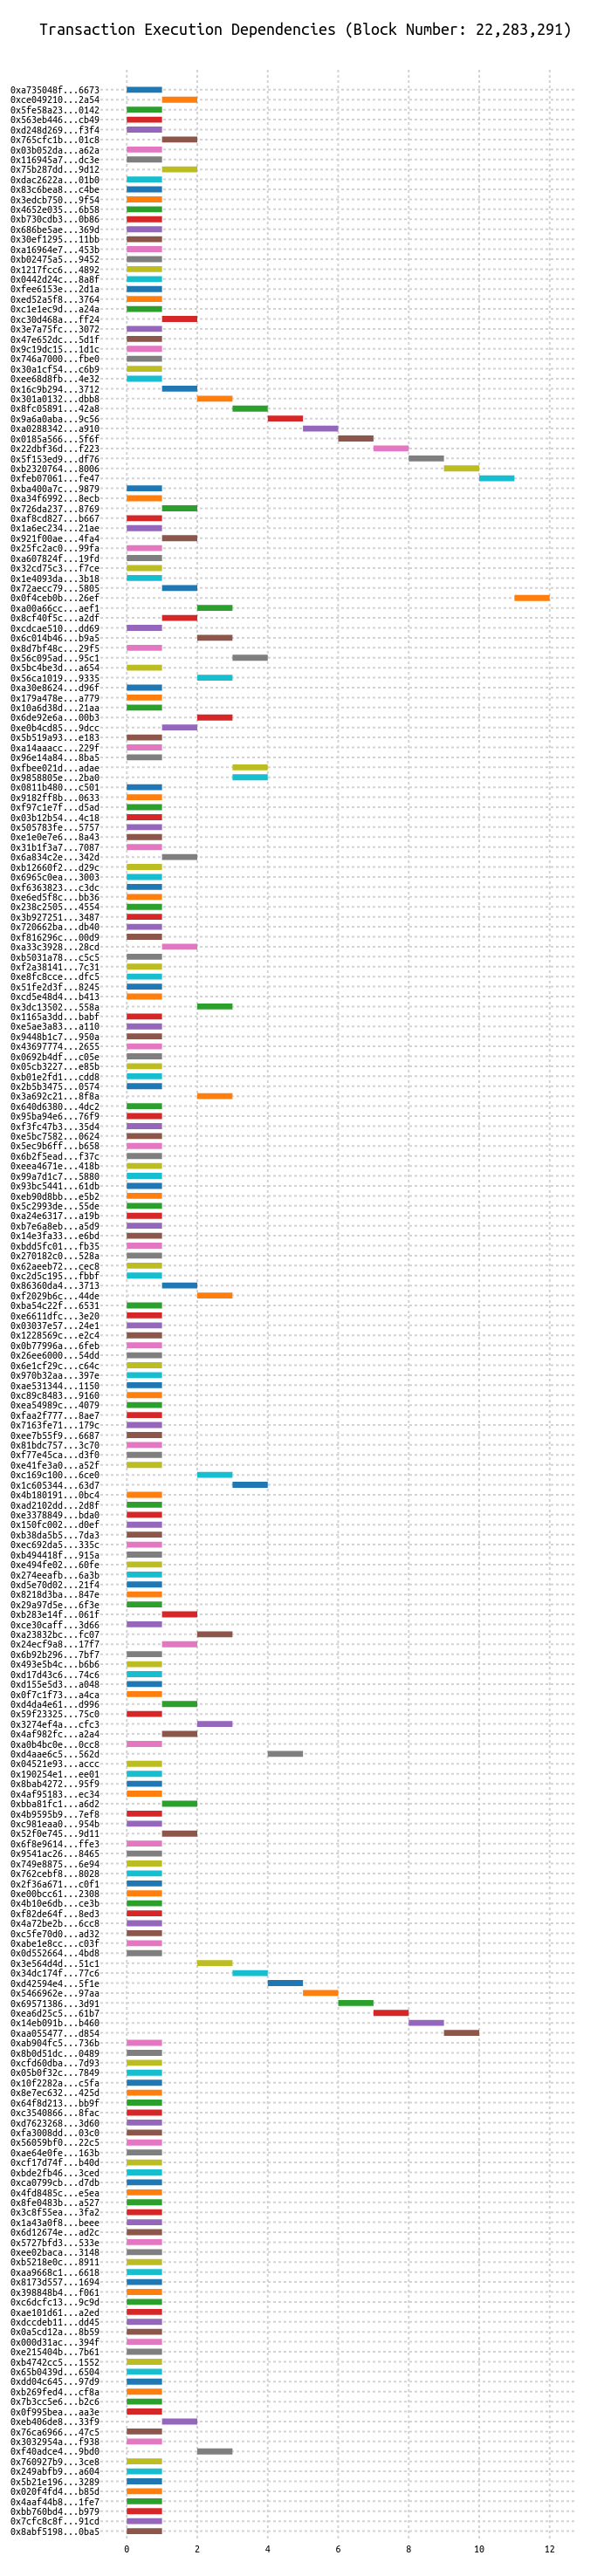 Transaction Execution Dependencies (Block Number: 22,283,291)
0xa735048f...6673
0xce049210...2a54
0x5fe58a23...0142
0x563eb446...cb49
0xd248d269...f3f4
0x765cfc1b...01c8
0x03b052da...a62a
0x116945a7...dc3e
0x75b287dd...9d12
0xdac2622a...01b0
0x83c6bea8...c4be
0x3edcb750...9f54
0x4652e035...6b58
0xb730cdb3...0b86
0x686be5ae...369d
0x30ef1295...11bb
0xa16964e7...453b
0xb02475a5...9452
0x1217fcc6...4892
0x0442d24c...8a8f
0xfee6153e...2d1a
0xed52a5f8...3764
0xc1e1ec9d...a24a
0xc30d468a...ff24
0x3e7a75fc...3072
0x47e652dc...5d1f
0x9c19dc15...1d1c
0x746a7000...fbe0
0x30a1cf54...c6b9
0xee68d8fb...4e32
0x16c9b294...3712
0x301a0132...dbb8
0x8fc05891...42a8
0x9a6a0aba...9c56
0xa0288342...a910
0x0185a566...5f6f
0x22dbf36d...f223
0x5f153ed9...df76
0xb2320764...8006
0xfeb07061...fe47
0xba400a7c...9879
0xa34f6992...8ecb
0x726da237...8769
0xaf8cd827...b667
0x1a6ec234...21ae
0x921f00ae...4fa4
0x25fc2ac0...99fa
0xa607824f...19fd
0x32cd75c3...f7ce
0x1e4093da...3b18
0x72aecc79...5805
0x0f4ceb0b...26ef
0xa00a66cc...aef1
0x8cf40f5c...a2df
0xcdcae510...dd69
0x6c014b46...b9a5
0x8d7bf48c...29f5
0x56c095ad...95c1
0x5bc4be3d...a654
0x56ca1019...9335
0xa30e8624...d96f
0x179a478e...a779
0x10a6d38d...21aa
0x6de92e6a...00b3
0xe0b4cd85...9dcc
0x5b519a93...e183
0xa14aaacc...229f
0x96e14a84...8ba5
0xfbee021d...adae
0x9858805e...2ba0
0x0811b480...c501
0x9182ff8b...0633
0xf97c1e7f...d5ad
0x03b12b54...4c18
0x505783fe...5757
0xe1e0e7e6...8a43
0x31b1f3a7...7087
0x6a834c2e...342d
0xb12660f2...d29c
0x6965c0ea...3003
0xf6363823...c3dc
0xe6ed5f8c...bb36
0x238c2505...4554
0x3b927251...3487
0x720662ba...db40
0xf816296c...00d9
0xa33c3928...28cd
0xb5031a78...c5c5
0xf2a38141...7c31
0xe8fc8cce...dfc5
0x51fe2d3f...8245
0xcd5e48d4...b413
0x3dc13502...558a
0x1165a3dd...babf
0xe5ae3a83...a110
0x9448b1c7...950a
0x43697774...2655
0x0692b4df...c05e
0x05cb3227...e85b
0xb01e2fd1...cdd8
0x2b5b3475...0574
0x3a692c21...8f8a
0x640d6380...4dc2
0x95ba94e6...76f9
0xf3fc47b3...35d4
0xe5bc7582...0624
0x5ec9b6ff...b658
0x6b2f5ead...f37c
0xeea4671e...418b
0x99a7d1c7...5880
0x93bc5441...61db
0xeb90d8bb...e5b2
0x5c2993de...55de
0xa24e6317...a19b
0xb7e6a8eb...a5d9
0x14e3fa33...e6bd
0xbdd5fc01...fb35
0x270182c0...528a
0x62aeeb72...cec8
0xc2d5c195...fbbf
0x86360da4...3713
0xf2029b6c...44de
0xba54c22f...6531
0xe6611dfc...3e20
0x03037e57...24e1
0x1228569c...e2c4
0x0b77996a...6feb
0x26ee6000...54dd
0x6e1cf29c...c64c
0x970b32aa...397e
0xae531344...1150
0xc89c8483...9160
0xea54989c...4079
0xfaa2f777...8ae7
0x7163fe71...179c
0xee7b55f9...6687
0x81bdc757...3c70
0xf77e45ca...d3f0
0xe41fe3a0...a52f
0xc169c100...6ce0
0x1c605344...63d7
0x4b180191...0bc4
0xad2102dd...2d8f
0xe3378849...bda0
0x150fc002...d0ef
0xb38da5b5...7da3
0xec692da5...335c
0xb494418f...915a
0xe494fe02...60fe
0x274eeafb...6a3b
0xd5e70d02...21f4
0x8218d3ba...847e
0x29a97d5e...6f3e
0xb283e14f...061f
0xce30caff...3d66
0xa23832bc...fc07
0x24ecf9a8...17f7
0x6b92b296...7bf7
0x493e5b4c...b6b6
0xd17d43c6...74c6
0xd155e5d3...a048
0x0f7c1f73...a4ca
0xd4da4e61...d996
0x59f23325...75c0
0x3274ef4a...cfc3
0x4af982fc...a2a4
0xa0b4bc0e...0cc8
0xd4aae6c5...562d
0x04521e93...accc
0x190254e1...ee01
0x8bab4272...95f9
0x4af95183...ec34
0xbba81fc1...a6d2
0x4b9595b9...7ef8
0xc981eaa0...954b
0x52f0e745...9d11
0x6f8e9614...ffe3
0x9541ac26...8465
0x749e8875...6e94
0x762cebf8...8028
0x2f36a671...c0f1
0xe00bcc61...2308
0x4b10e6db...ce3b
0xf82de64f...8ed3
0x4a72be2b...6cc8
0xc5fe70d0...ad32
0xabe1e8cc...c03f
0x0d552664...4bd8
0x3e564d4d...51c1
0x34dc174f...77c6
0xd42594e4...5f1e
0x5466962e...97aa
0x69571386...3d91
0xea6d25c5...61b7
0x14eb091b...b460
0xaa055477...d854
0xab904fc5...736b
0x8b0d51dc...0489
0xcfd60dba...7d93
0x05b0f32c...7849
0x10f2282a...c5fa
0x8e7ec632...425d
0x64f8d213...bb9f
0xc3540866...8fac
0xd7623268...3d60
0xfa3008dd...03c0
0x56059bf0...22c5
0xae64e0fe...163b
0xcf17d74f...b40d
0xbde2fb46...3ced
0xca0799cb...d7db
0x4fd8485c...e5ea
0x8fe0483b...a527
0x3c8f55ea...3fa2
0x1a43a0f8...beee
0x6d12674e...ad2c
0x5727bfd3...533e
0xee02baca...3148
0xb5218e0c...8911
0xaa9668c1...6618
0x8173d557...1694
0x398848b4...f061
0xc6dcfc13...9c9d
0xae101d61...a2ed
0xdccdeb11...dd45
0x0a5cd12a...8b59
0x000d31ac...394f
0xe215404b...7b61
0xb4742cc5...1552
0x65b0439d...6504
0xdd04c645...97d9
0xb269fed4...cf8a
0x7b3cc5e6...b2c6
0x0f995bea...aa3e
0xeb406de8...33f9
0x76ca6966...47c5
0x3032954a...f938
0xf40adce4...9bd0
0x760927b9...3ce8
0x249abfb9...a604
0x5b21e196...3289
0x020f4fd4...b85d
0x4aaf44b8...1fe7
0xbb760bd4...b979
0x7cfc8c8f...91cd
0x8abf5198...0ba5
0 2 4 6 8 10 12